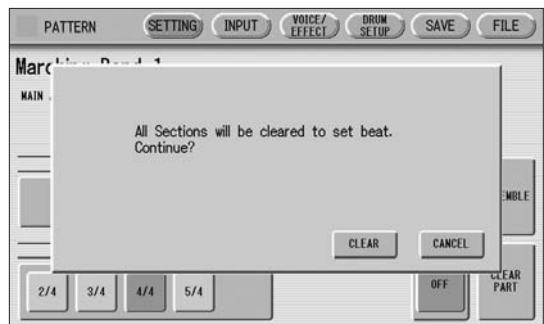 PATTERN SETTING INPUT VOICE/ EFFECT DRUM SETUP SAVE FILE
MAIN
All Sections will be cleared to set beat.
Continue?
CLEAR CANCEL
2/4 3/4 4/4 5/4 OFF CLEAR PART